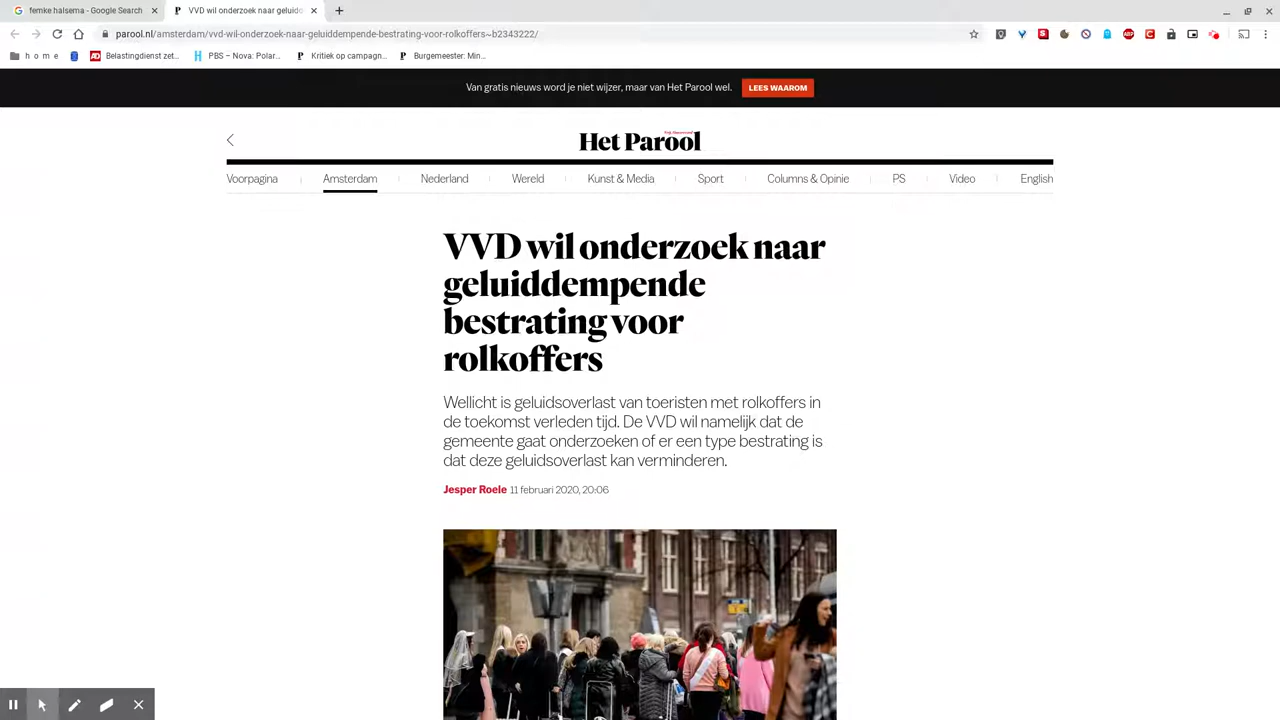 femke halsema - Google Search
VVD wil onderzoek naar geluido
parool.nl/amsterdam/vvd-wil-onderzoek-naar-geluiddempende-bestrating-voor-rolkoffers~b2343222/
h o m e
Belastingdienst zet...
PBS – Nova: Polar...
Kritiek op campagn...
Burgemeester: Min...
Van gratis nieuws word je niet wijzer, maar van Het Parool wel.
LEES WAAROM
Het Parool
Voorpagina
Amsterdam
Nederland
Wereld
Kunst & Media
Sport
Columns & Opinie
PS
Video
English
VVD wil onderzoek naar
geluiddempende
bestrating voor
rolkoffers
Wellicht is geluidsoverlast van toeristen met rolkoffers in
de toekomst verleden tijd. De VVD wil namelijk dat de
gemeente gaat onderzoeken of er een type bestrating is
dat deze geluidsoverlast kan verminderen.
Jesper Roele 11 februari 2020, 20:06